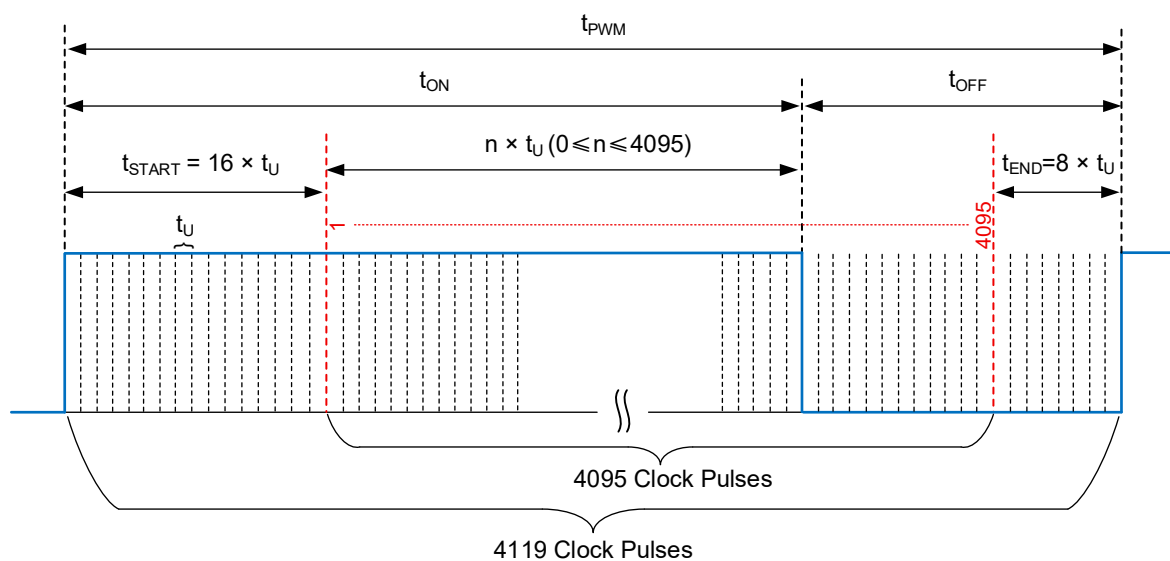 tPWM
tON
tOFF
tSTART = 16 × tU
n × tU (0≤n≤4095)
tEND=8 × tU
tU
1
4095
4095 Clock Pulses
4119 Clock Pulses